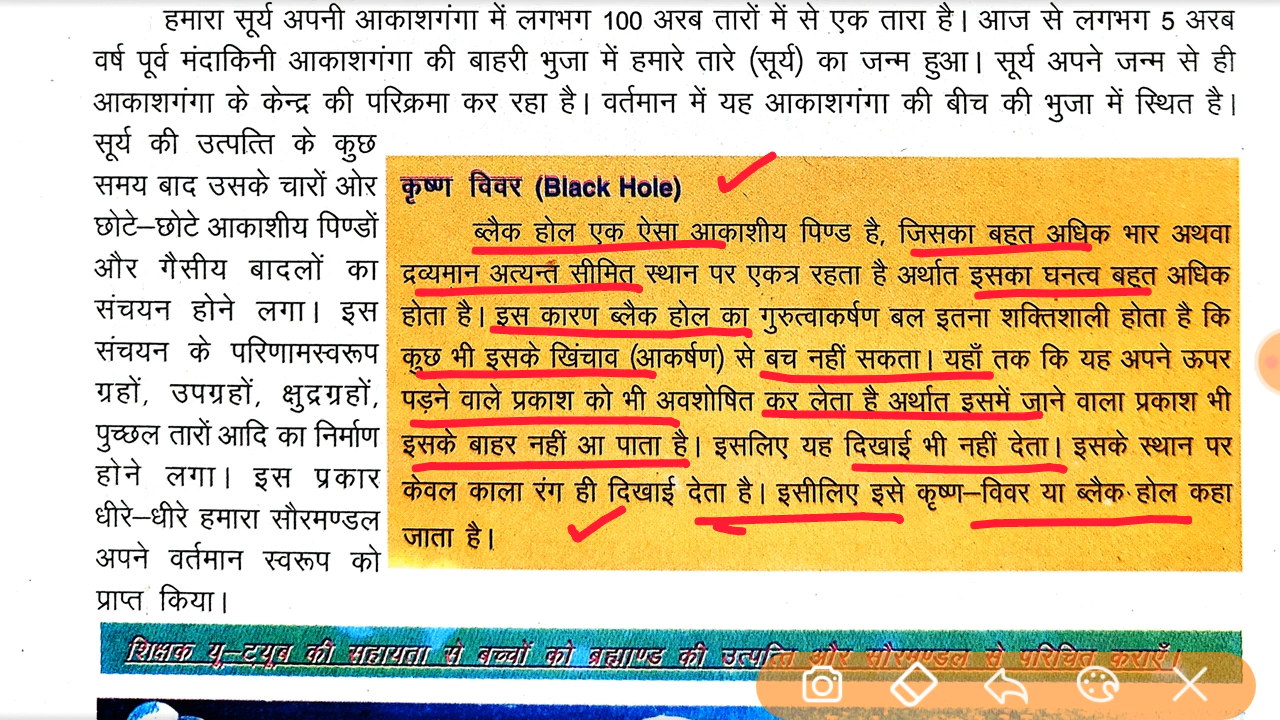 हमारा सूर्य अपनी आकाशगंगा में लगभग 100 अरब तारों में से एक तारा है। आज से लगभग 5 अरब
वर्ष पूर्व मंदाकिनी आकाशगंगा की बाहरी भुजा में हमारे तारे (सूर्य) का जन्म हुआ। सूर्य अपने जन्म से ही
आकाशगंगा के केन्द्र की परिक्रमा कर रहा है। वर्तमान में यह आकाशगंगा की बीच की भुजा में स्थित है।
सूर्य की उत्पत्ति के कुछ
समय बाद उसके चारों ओर
छोटे–छोटे आकाशीय पिण्डों
और गैसीय बादलों का
संचयन होने लगा। इस
संचयन के परिणामस्वरूप
ग्रहों, उपग्रहों, क्षुद्रग्रहों,
पुच्छल तारों आदि का निर्माण
होने लगा। इस प्रकार
धीरे–धीरे हमारा सौरमण्डल
अपने वर्तमान स्वरूप को
प्राप्त किया।
कृष्ण विवर (Black Hole)
ब्लैक होल एक ऐसा आकाशीय पिण्ड है, जिसका बहुत अधिक भार अथवा
द्रव्यमान अत्यन्त सीमित स्थान पर एकत्र रहता है अर्थात इसका घनत्व बहुत अधिक
होता है। इस कारण ब्लैक होल का गुरुत्वाकर्षण बल इतना शक्तिशाली होता है कि
कुछ भी इसके खिंचाव (आकर्षण) से बच नहीं सकता। यहाँ तक कि यह अपने ऊपर
पड़ने वाले प्रकाश को भी अवशोषित कर लेता है अर्थात इसमें जाने वाला प्रकाश भी
इसके बाहर नहीं आ पाता है। इसलिए यह दिखाई भी नहीं देता। इसके स्थान पर
केवल काला रंग ही दिखाई देता है। इसीलिए इसे कृष्ण–विवर या ब्लैक होल कहा
जाता है।
शिक्षक यू–ट्यूब की सहायता से बच्चों को ब्रह्माण्ड की उत्पत्ति और सौरमण्डल से परिचित कराएँ।